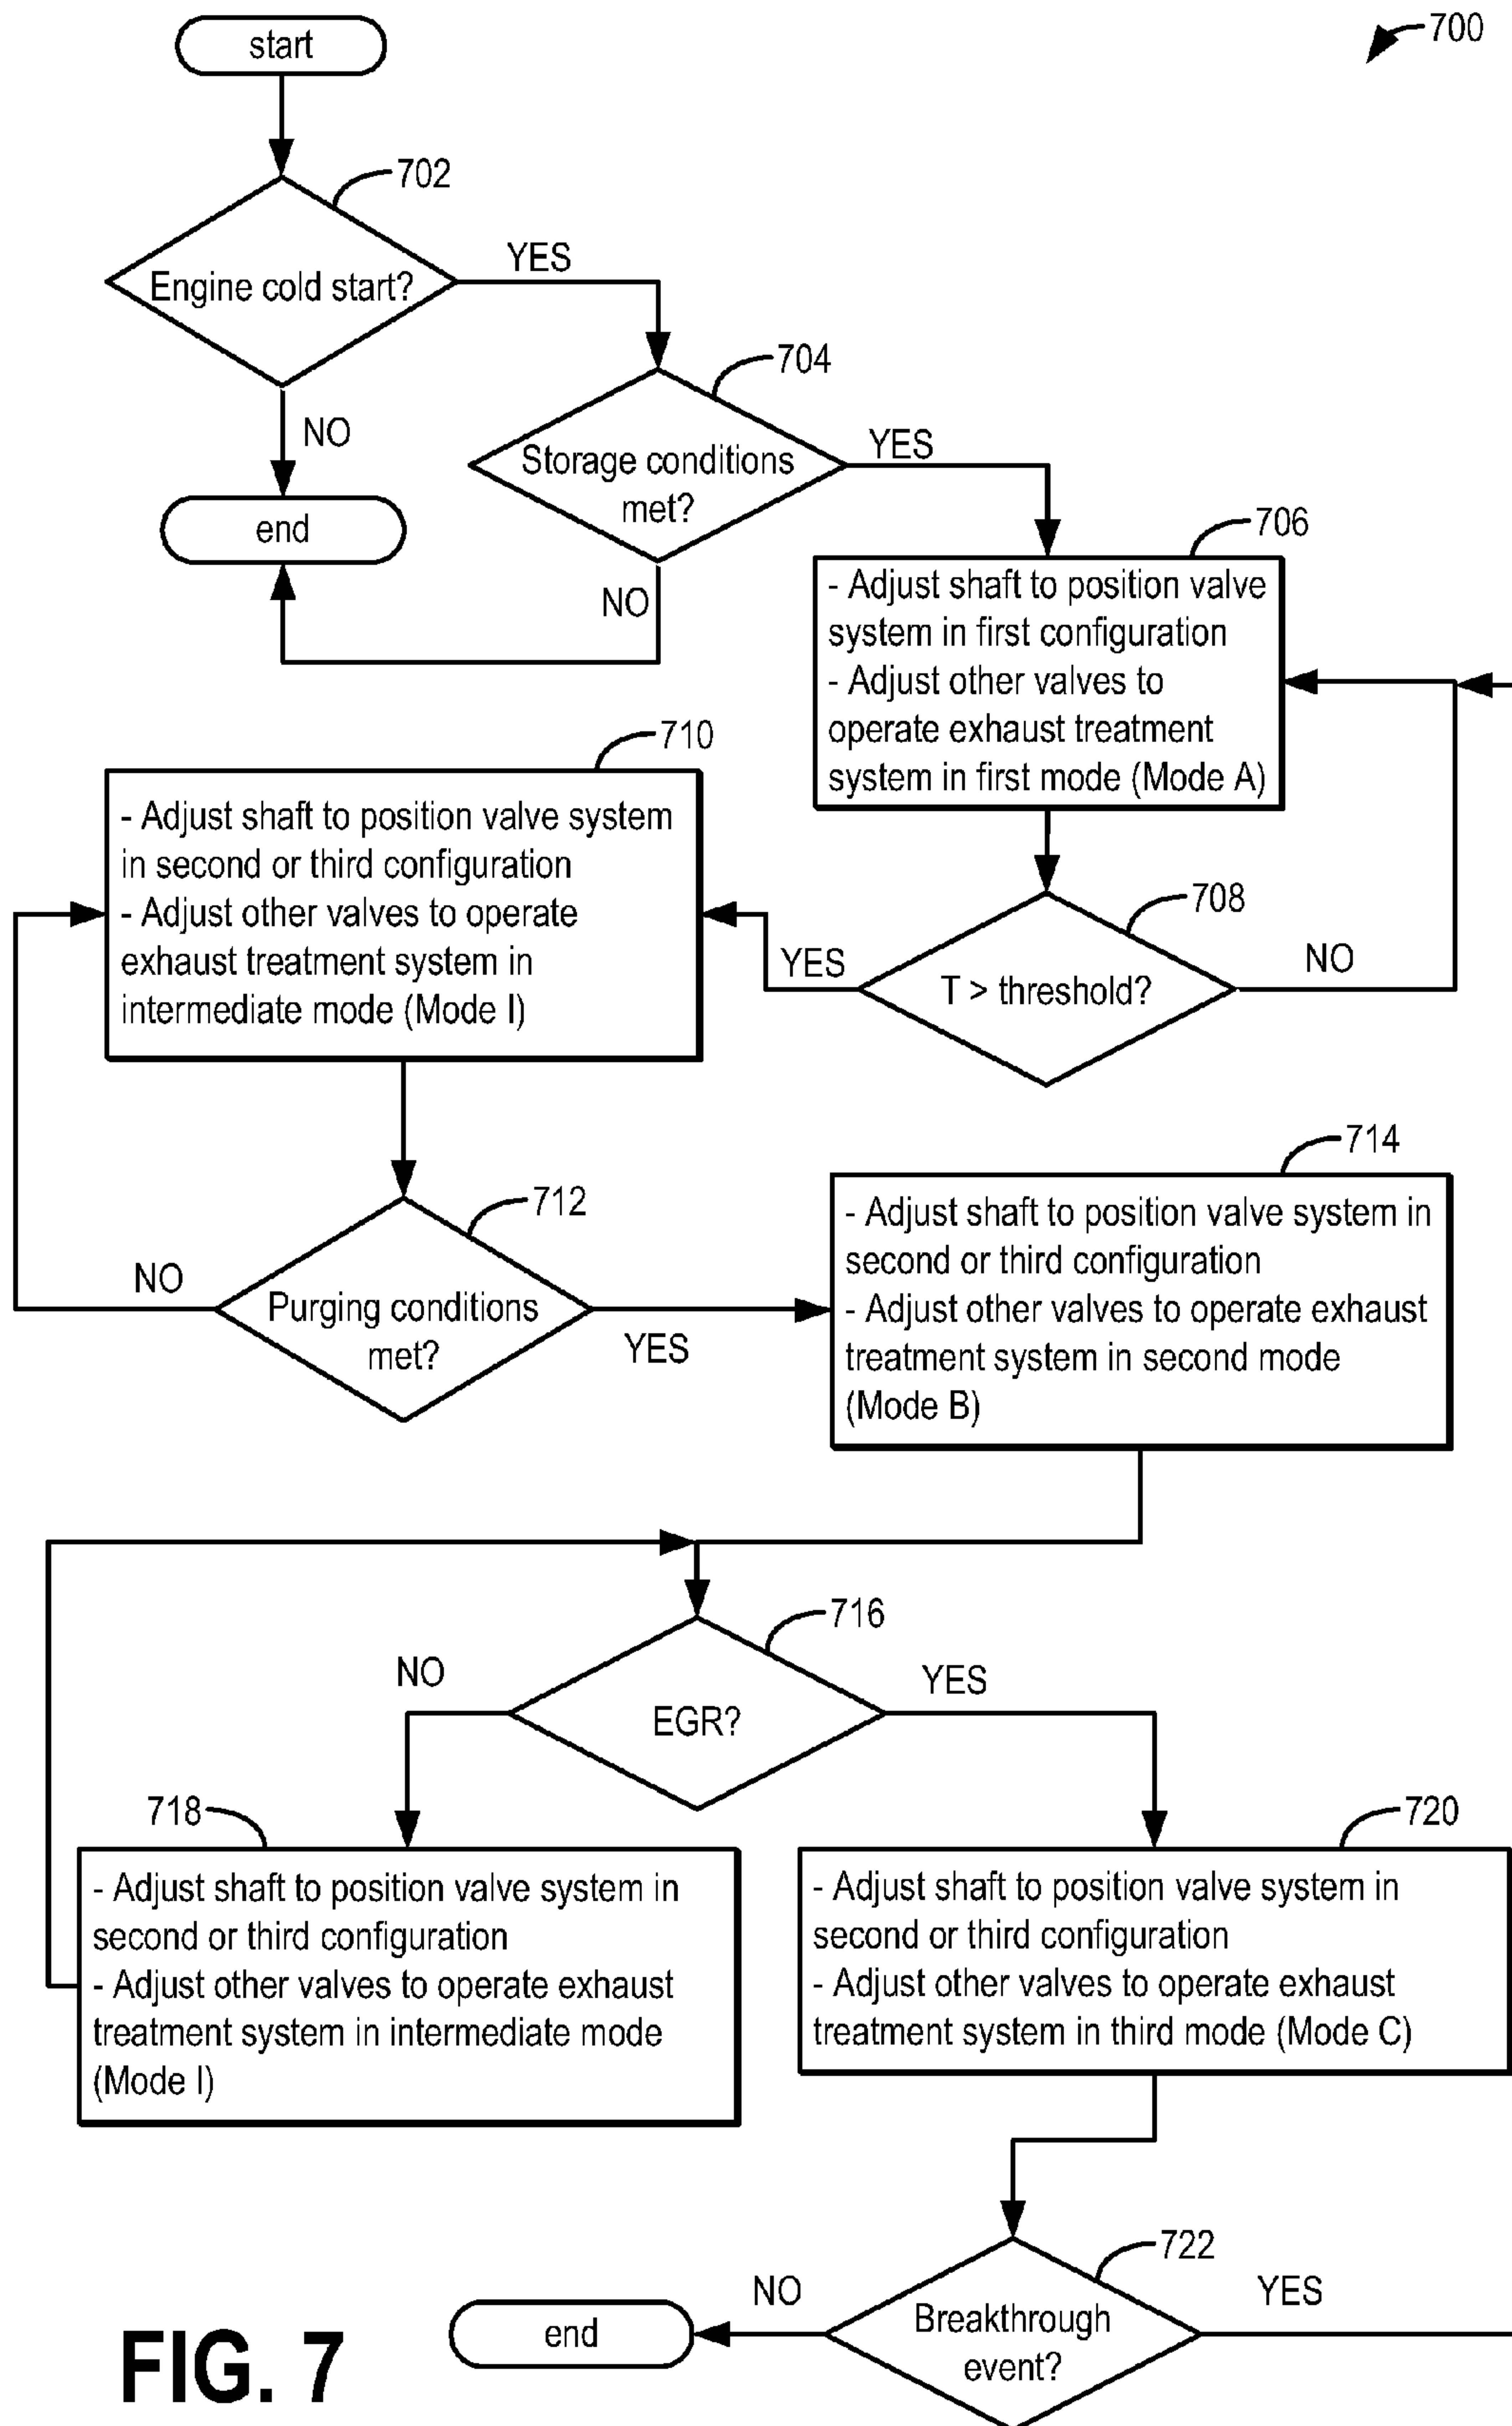 start
700
702
Engine cold start?
YES
NO
704
Storage conditions
met?
YES
NO
end
706
- Adjust shaft to position valve
system in first configuration
- Adjust other valves to
operate exhaust treatment
system in first mode (Mode A)
708
T > threshold?
YES
NO
710
- Adjust shaft to position valve system
in second or third configuration
- Adjust other valves to operate
exhaust treatment system in
intermediate mode (Mode I)
712
Purging conditions
met?
NO
YES
714
- Adjust shaft to position valve system in
second or third configuration
- Adjust other valves to operate exhaust
treatment system in second mode
(Mode B)
716
EGR?
NO
YES
718
- Adjust shaft to position valve system in
second or third configuration
- Adjust other valves to operate exhaust
treatment system in intermediate mode
(Mode I)
720
- Adjust shaft to position valve system in
second or third configuration
- Adjust other valves to operate exhaust
treatment system in third mode (Mode C)
722
Breakthrough
event?
NO
YES
end
FIG. 7